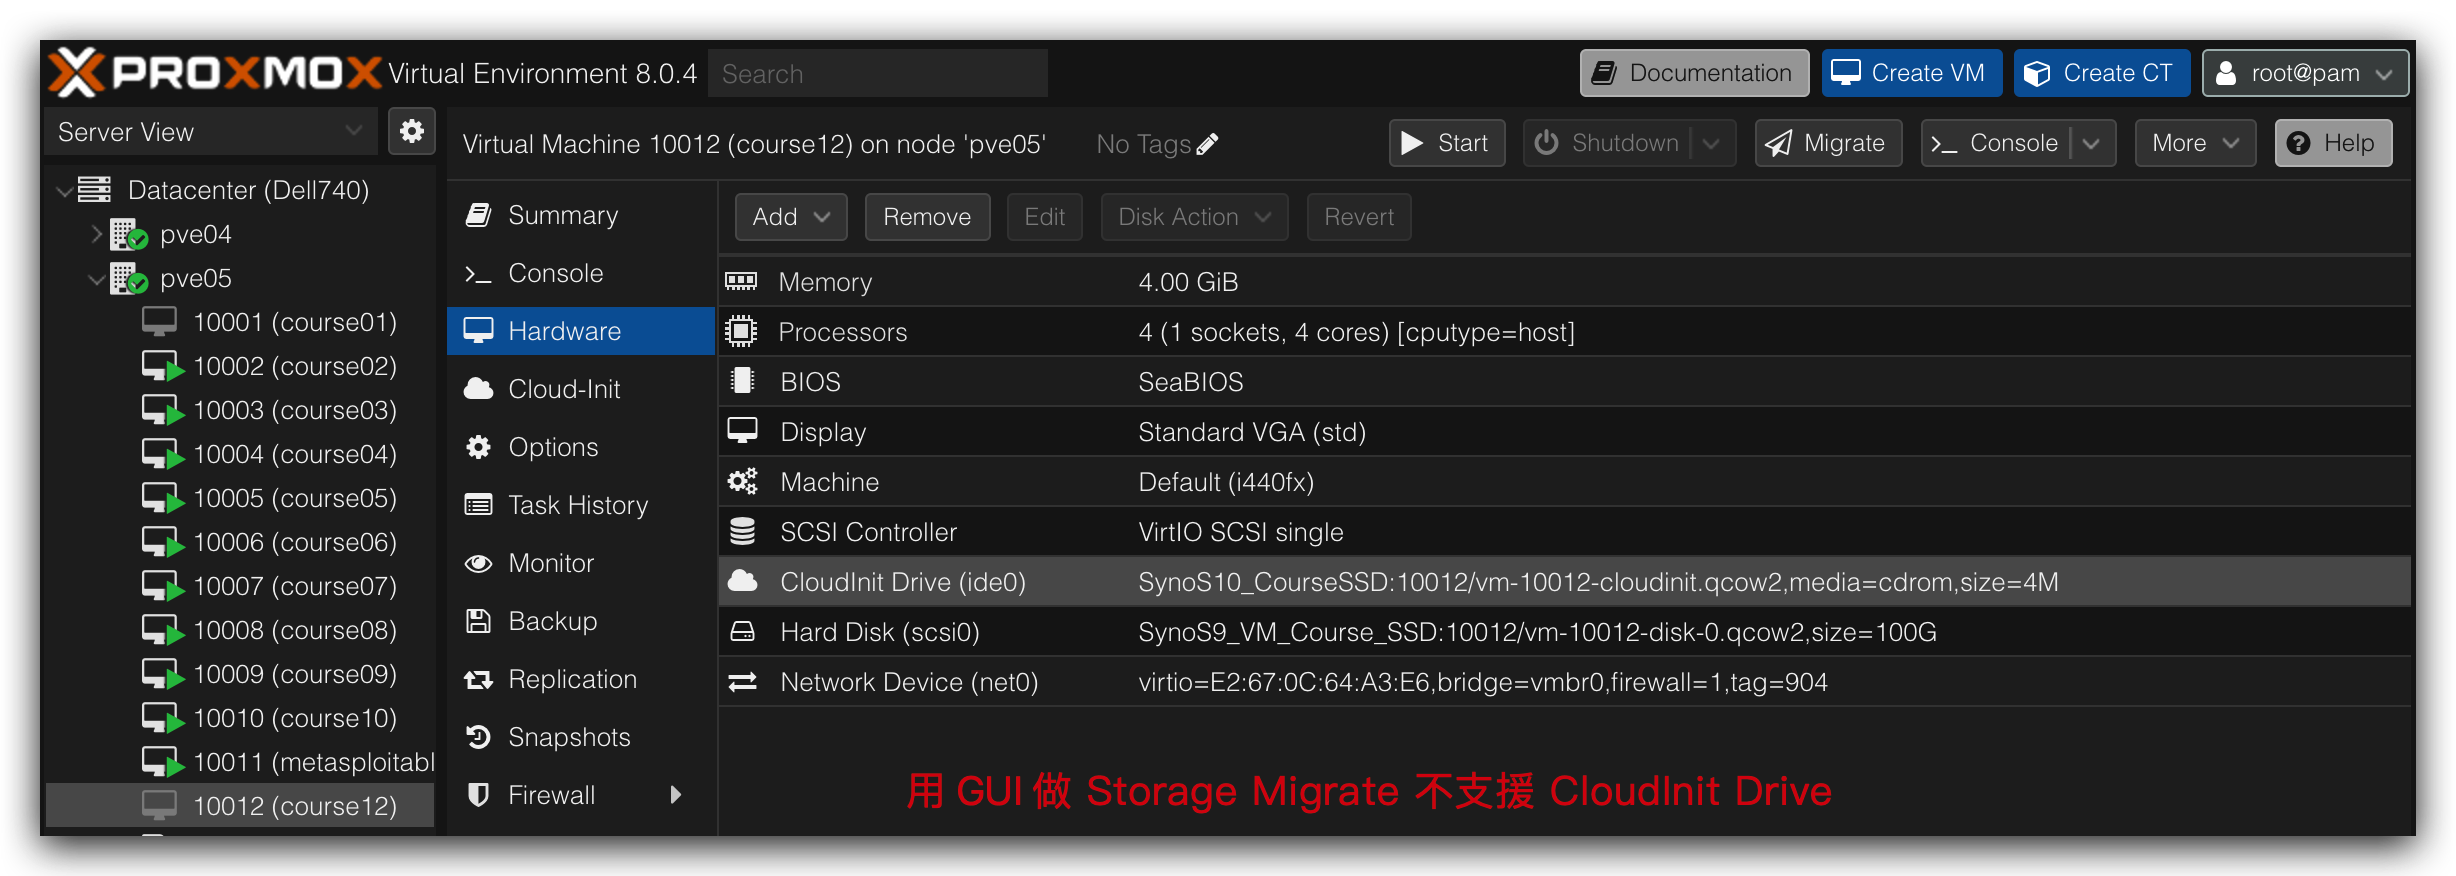 PROXMOX Virtual Environment 8.0.4 Search Documentation Create VM Create CT root@pam
Server View
Virtual Machine 10012 (course12) on node 'pve05' No Tags Start Shutdown Migrate Console More Help
Datacenter (Dell740)
pve04
pve05
10001 (course01)
10002 (course02)
10003 (course03)
10004 (course04)
10005 (course05)
10006 (course06)
10007 (course07)
10008 (course08)
10009 (course09)
10010 (course10)
10011 (metasploitabl
10012 (course12)
Summary
Console
Hardware
Cloud-Init
Options
Task History
Monitor
Backup
Replication
Snapshots
Firewall
Add Remove Edit Disk Action Revert
Memory 4.00 GiB
Processors 4 (1 sockets, 4 cores) [cputype=host]
BIOS SeaBIOS
Display Standard VGA (std)
Machine Default (i440fx)
SCSI Controller VirtIO SCSI single
CloudInit Drive (ide0) SynoS10_CourseSSD:10012/vm-10012-cloudinit.qcow2,media=cdrom,size=4M
Hard Disk (scsi0) SynoS9_VM_Course_SSD:10012/vm-10012-disk-0.qcow2,size=100G
Network Device (net0) virtio=E2:67:0C:64:A3:E6,bridge=vmbr0,firewall=1,tag=904
用 GUI 做 Storage Migrate 不支援 CloudInit Drive